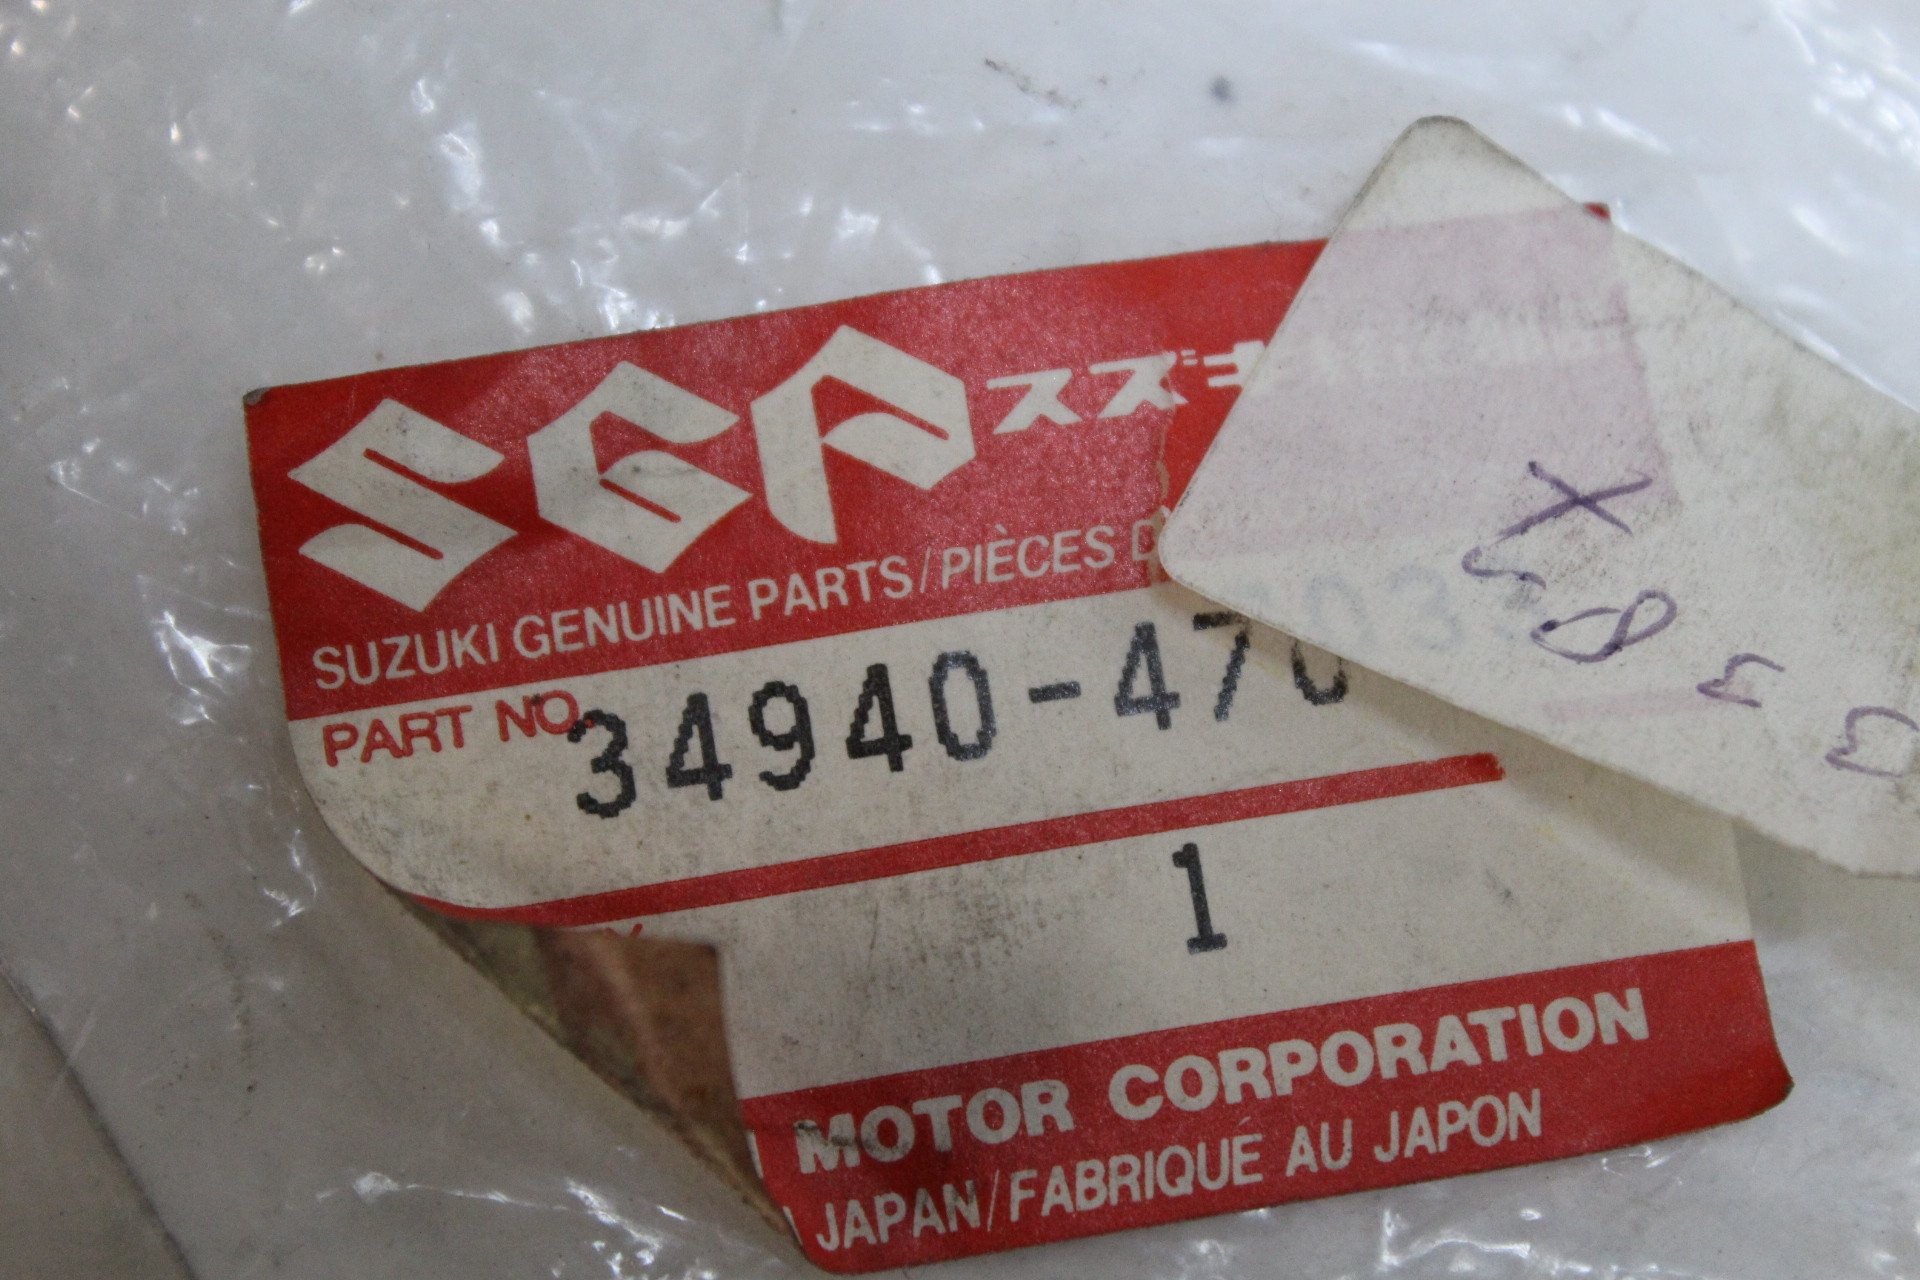 SGP スズキ
SUZUKI GENUINE PARTS/PIÈCES D'
PART NO. 34940-470
1
MOTOR CORPORATION
JAPAN/FABRIQUÉ AU JAPON